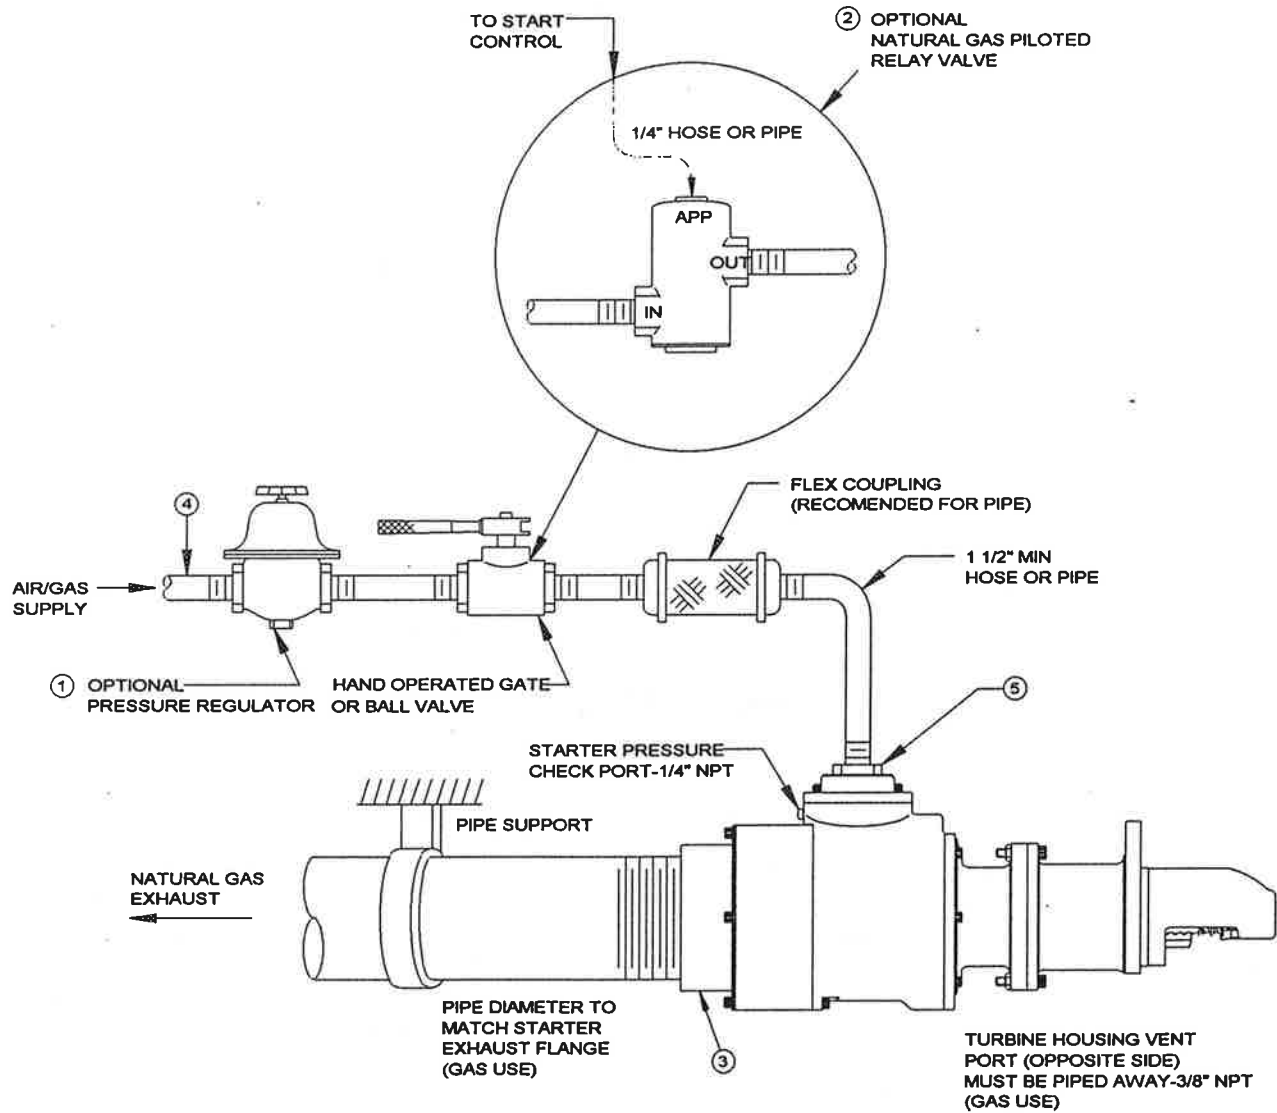 TO START
CONTROL
2 OPTIONAL
NATURAL GAS PILOTED
RELAY VALVE
1/4" HOSE OR PIPE
APP
OUT
IN
4
FLEX COUPLING
(RECOMENDED FOR PIPE)
1 1/2" MIN
HOSE OR PIPE
AIR/GAS
SUPPLY
1 OPTIONAL
PRESSURE REGULATOR
HAND OPERATED GATE
OR BALL VALVE
5
STARTER PRESSURE
CHECK PORT-1/4" NPT
PIPE SUPPORT
NATURAL GAS
EXHAUST
PIPE DIAMETER TO
MATCH STARTER
EXHAUST FLANGE
(GAS USE)
3
TURBINE HOUSING VENT
PORT (OPPOSITE SIDE)
MUST BE PIPED AWAY-3/8" NPT
(GAS USE)